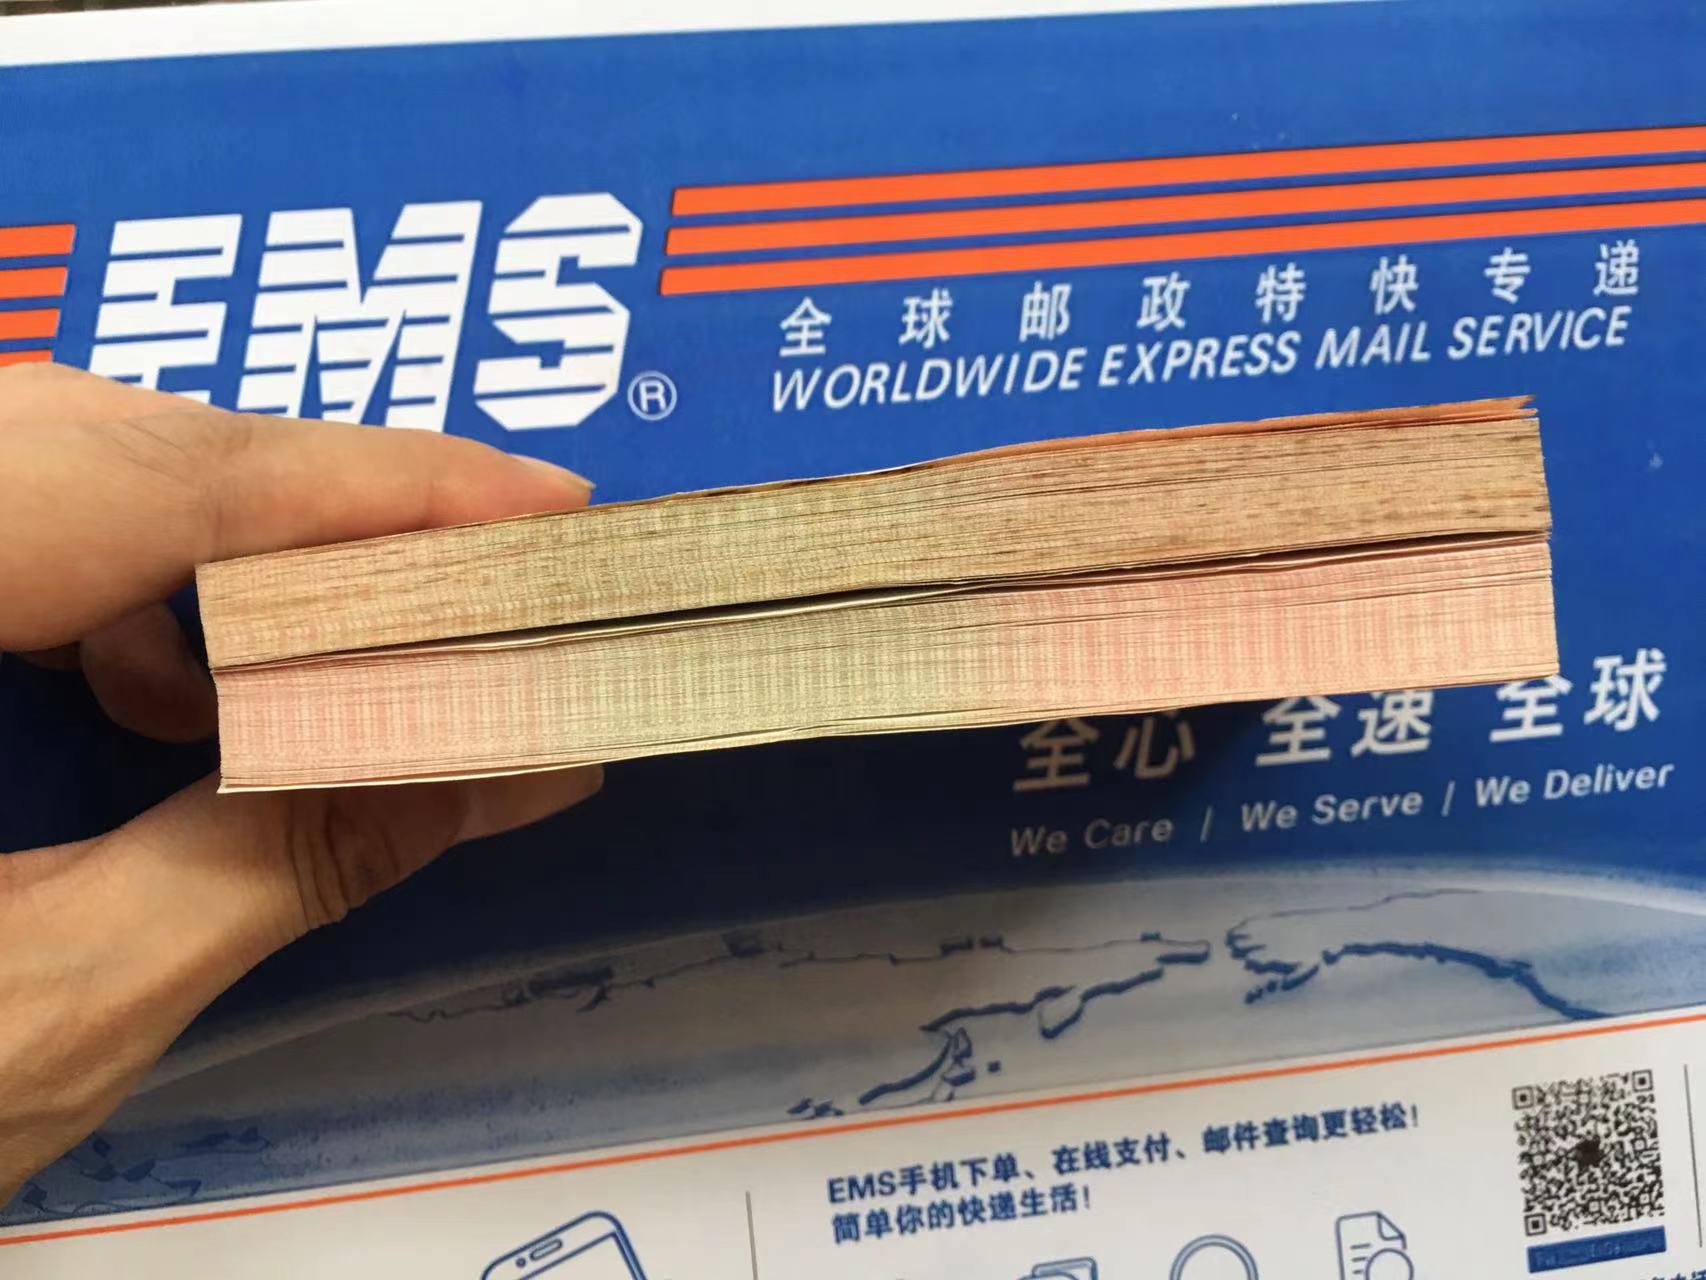 EMS®
全球邮政特快专递
WORLDWIDE EXPRESS MAIL SERVICE
全心 全速 全球
We Care / We Serve / We Deliver
EMS手机下单、在线支付、邮件查询更轻松！
简单你的快递生活！